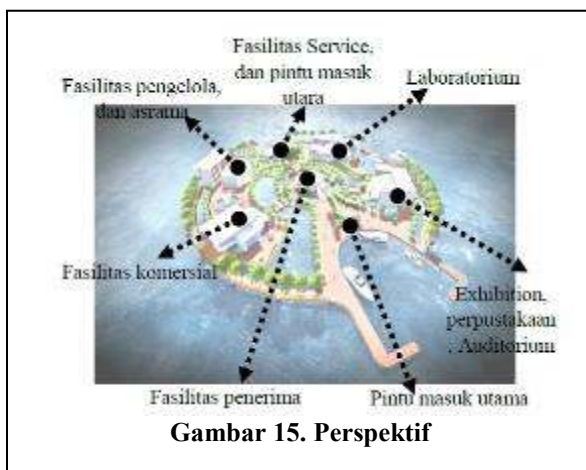 Fasilitas Service,
dan pintu masuk
utara
Laboratorium
Fasilitas pengelola,
dan asrama
Fasilitas komersial
Exhibition,
perpustakaan
, Auditorium
Fasilitas penerima
Pintu masuk utama
Gambar 15. Perspektif